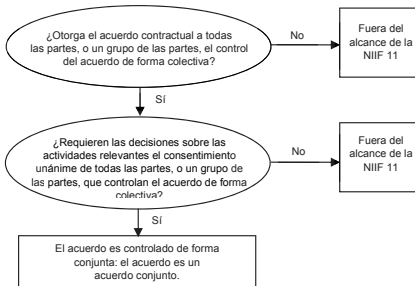 ¿Otorga el acuerdo contractual a todas
las partes, o un grupo de las partes, el control
del acuerdo de forma colectiva?
No
Fuera del
alcance de la
NIIF 11
Sí
¿Requieren las decisiones sobre las
actividades relevantes el consentimiento
unánime de todas las partes, o un grupo de
las partes, que controlan el acuerdo de forma
colectiva?
No
Fuera del
alcance de la
NIIF 11
Sí
El acuerdo es controlado de forma
conjunta: el acuerdo es un
acuerdo conjunto.